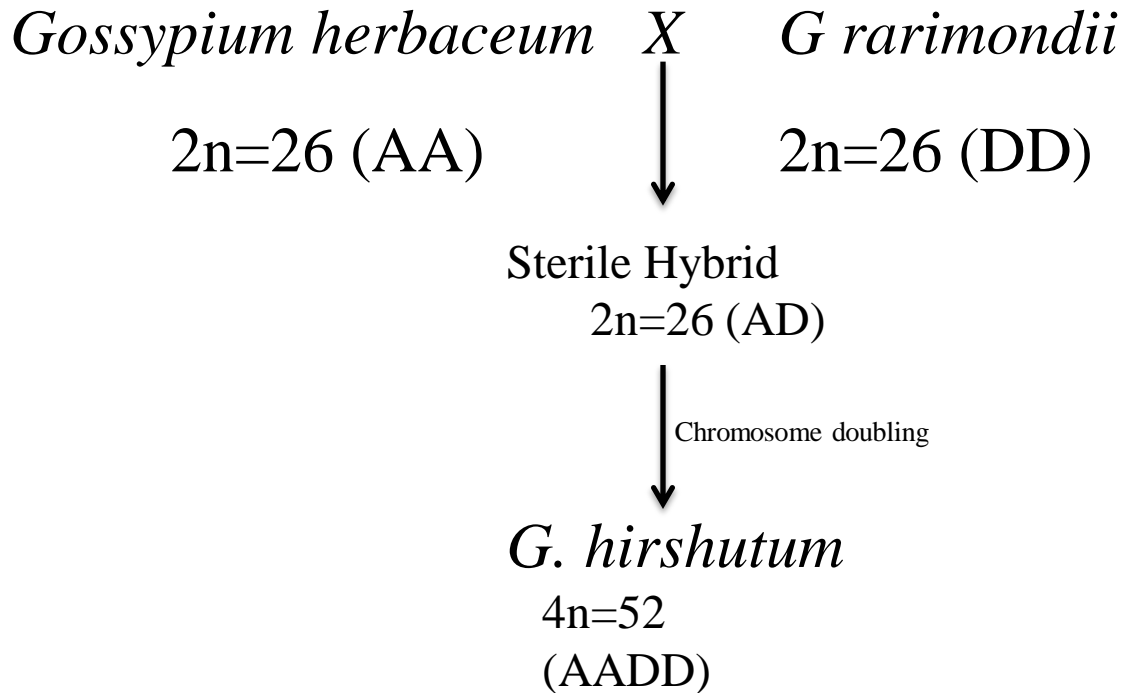 Gossypium herbaceum X G rarimondii
2n=26 (AA) 2n=26 (DD)
Sterile Hybrid
2n=26 (AD)
Chromosome doubling
G. hirshutum
4n=52
(AADD)